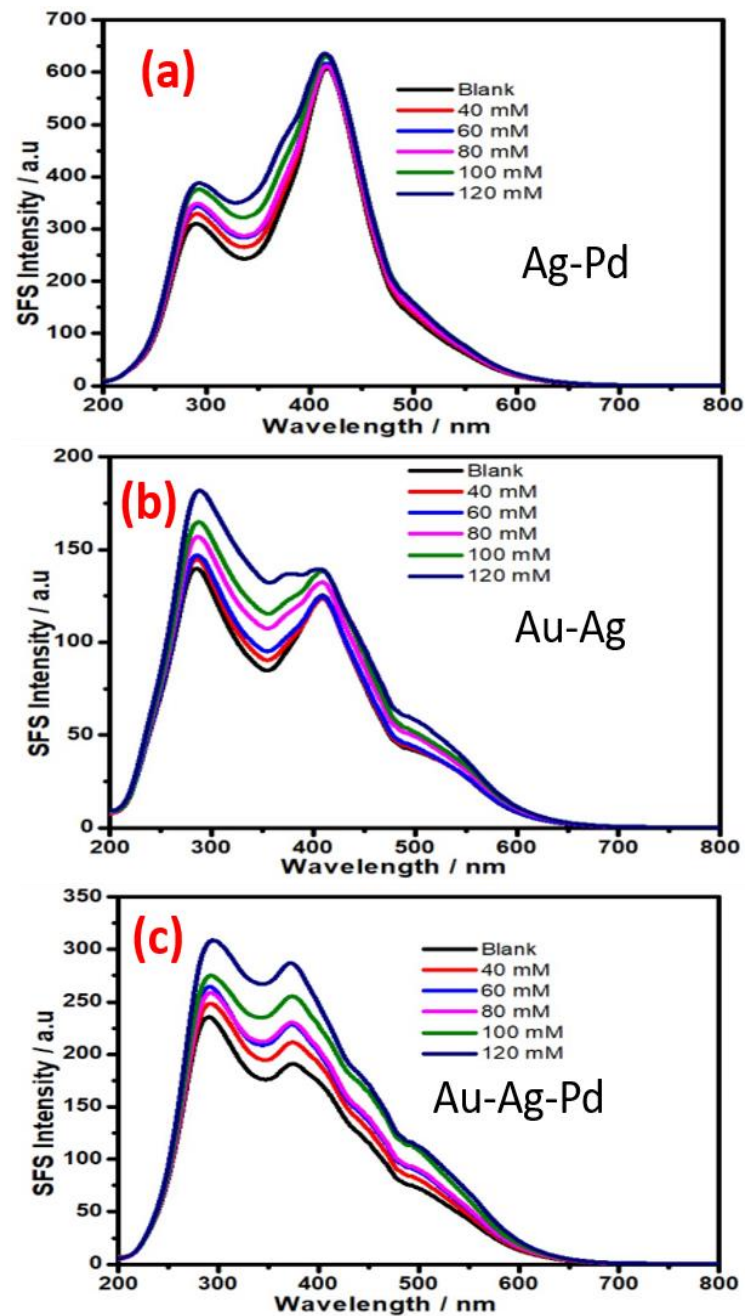 (a)
Ag-Pd
SFS Intensity / a.u
700
600
500
400
300
200
100
0
Blank
40 mM
60 mM
80 mM
100 mM
120 mM
200 300 400 500 600 700 800
Wavelength / nm
(b)
Au-Ag
SFS Intensity / a.u
200
150
100
50
0
Blank
40 mM
60 mM
80 mM
100 mM
120 mM
200 300 400 500 600 700 800
Wavelength / nm
(c)
Au-Ag-Pd
SFS Intensity / a.u
350
300
250
200
150
100
50
0
Blank
40 mM
60 mM
80 mM
100 mM
120 mM
200 300 400 500 600 700 800
Wavelength / nm